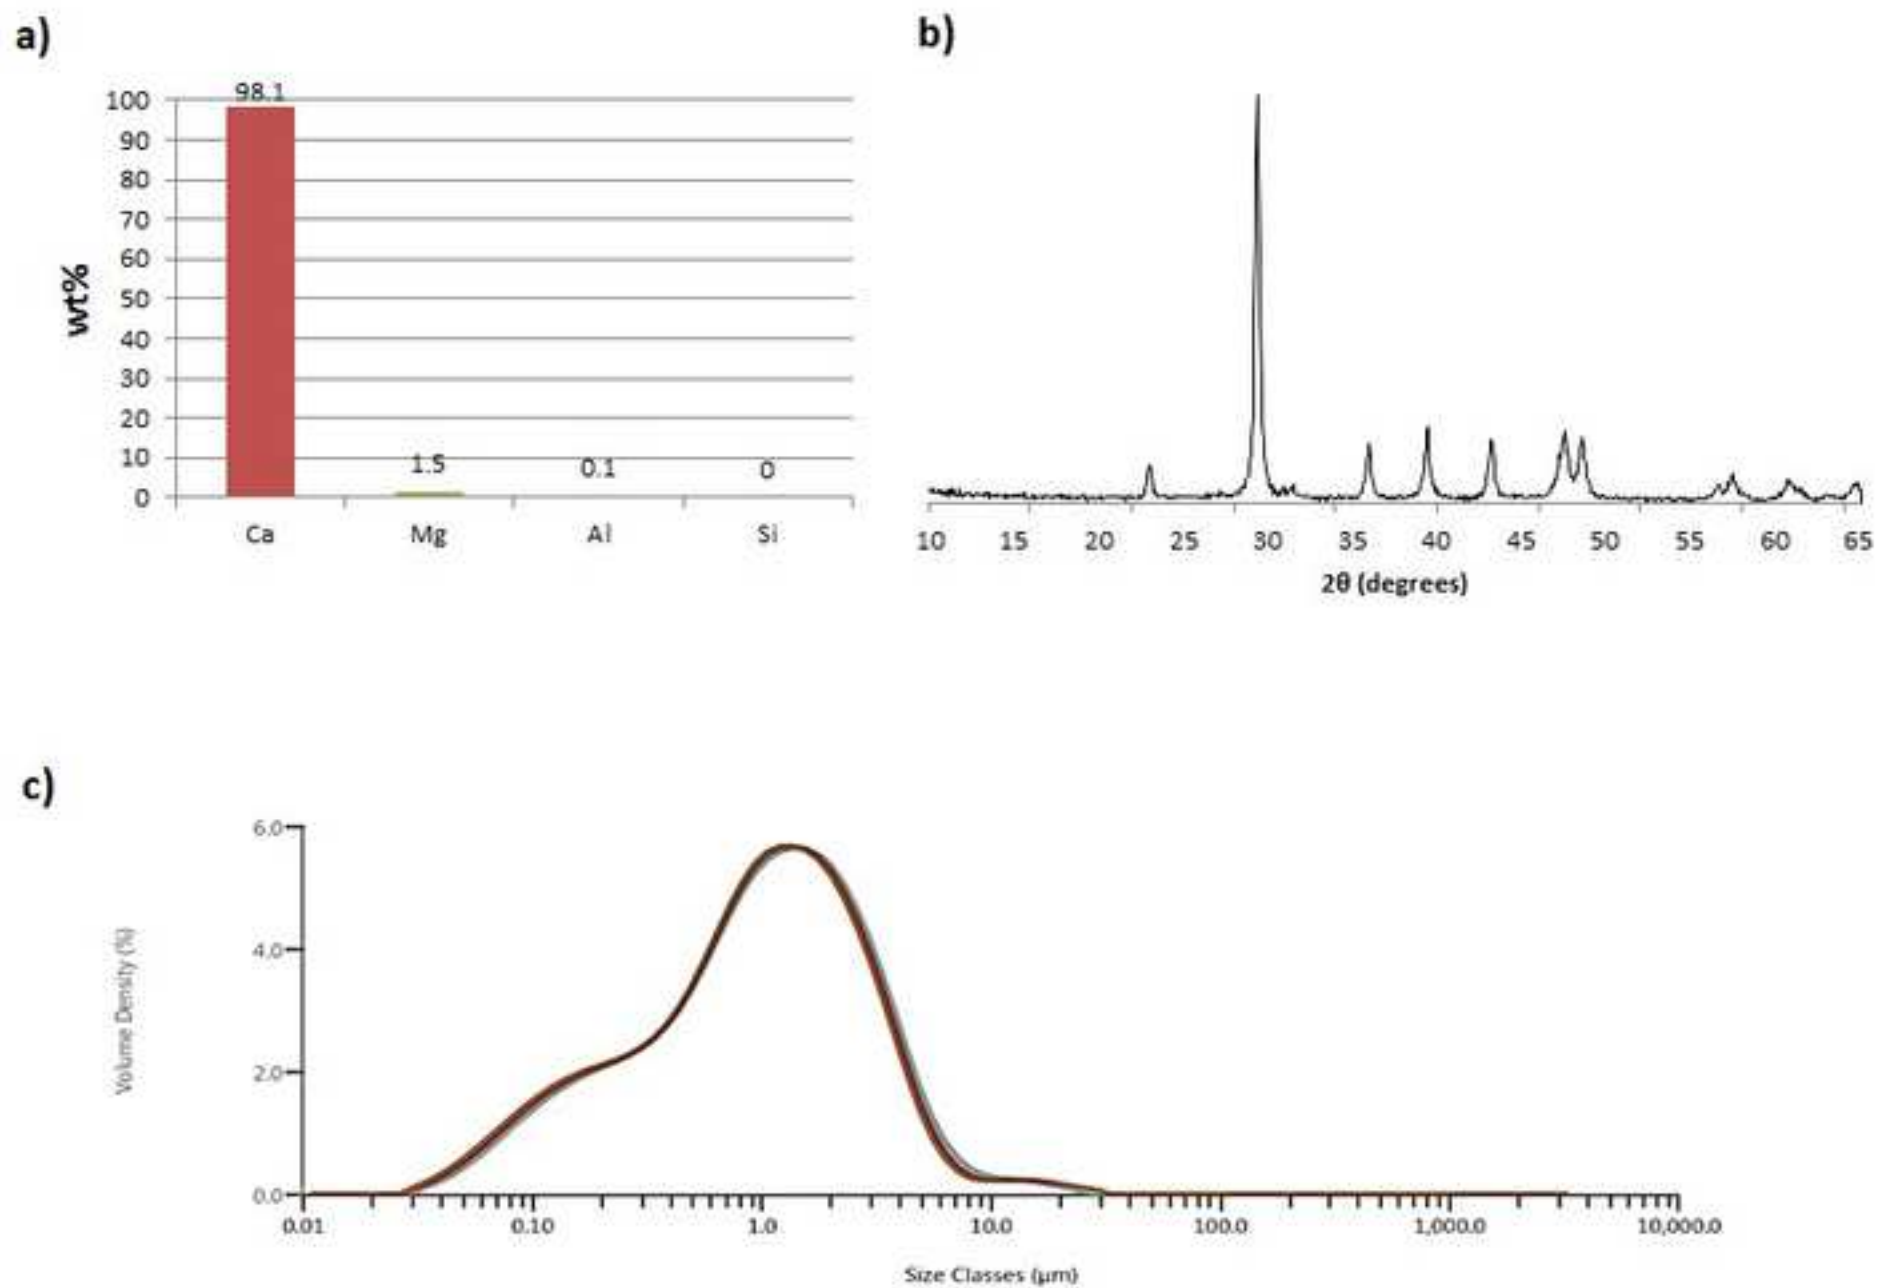 a)
98.1
100
90
80
70
60
50
40
30
20
10
0
wt%
1.5
0.1
0
Ca Mg Al Si
b)
10 15 20 25 30 35 40 45 50 55 60 65
2θ (degrees)
c)
6.0
4.0
2.0
0.0
Volume Density (%)
0.01 0.10 1.0 10.0 100.0 1,000.0 10,000.0
Size Classes (µm)